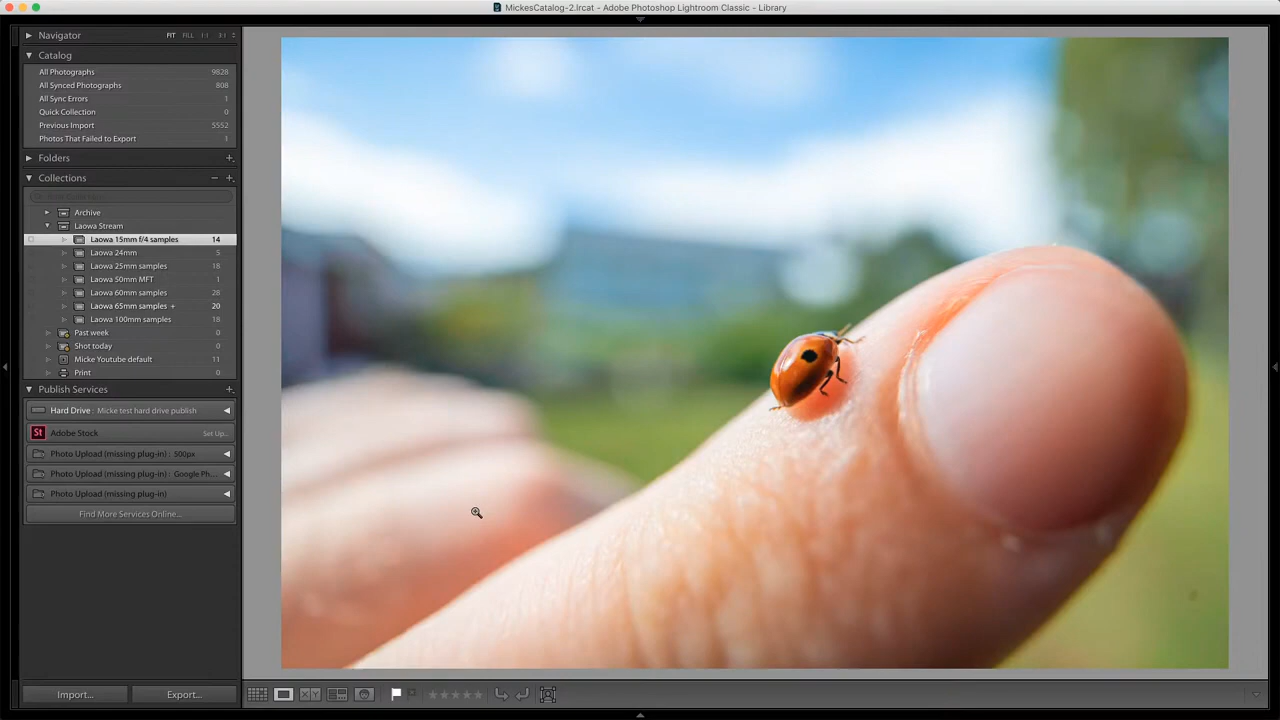 MickesCatalog-2.lrcat - Adobe Photoshop Lightroom Classic - Library
Navigator FIT FILL 1:1 3:1
Catalog
All Photographs 9828
All Synced Photographs 808
All Sync Errors 1
Quick Collection 0
Previous Import 5552
Photos That Failed to Export 1
Folders +
Collections − +
Archive
Laowa Stream
Laowa 15mm f/4 samples 14
Laowa 24mm 5
Laowa 25mm samples 18
Laowa 50mm MFT 1
Laowa 60mm samples 28
Laowa 65mm samples + 20
Laowa 100mm samples 18
Past week 0
Shot today 0
Micke Youtube default 11
Print 0
Publish Services +
Hard Drive : Micke test hard drive publish
St Adobe Stock Set Up...
Photo Upload (missing plug-in) : 500px
Photo Upload (missing plug-in) : Google Ph...
Photo Upload (missing plug-in)
Find More Services Online...
Import... Export... XY